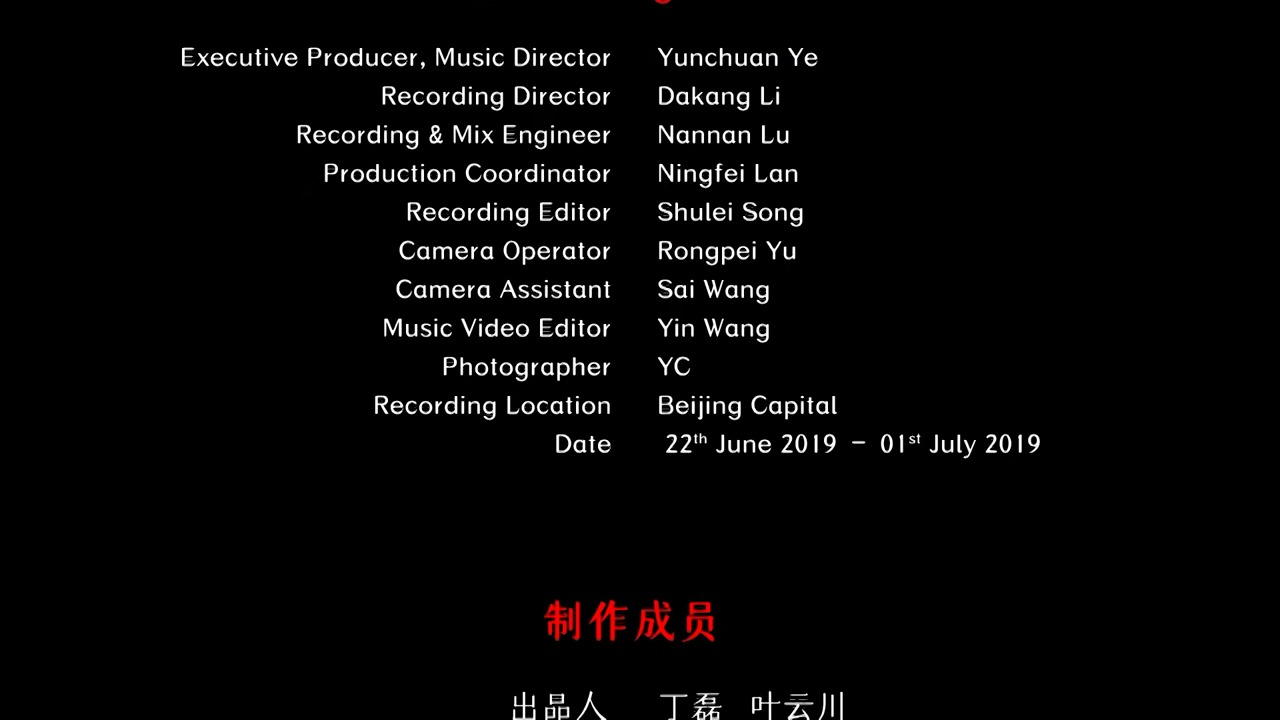 Executive Producer, Music Director Yunchuan Ye
Recording Director Dakang Li
Recording & Mix Engineer Nannan Lu
Production Coordinator Ningfei Lan
Recording Editor Shulei Song
Camera Operator Rongpei Yu
Camera Assistant Sai Wang
Music Video Editor Yin Wang
Photographer YC
Recording Location Beijing Capital
Date 22th June 2019 – 01st July 2019
制作成员
出品人 丁磊 叶云川